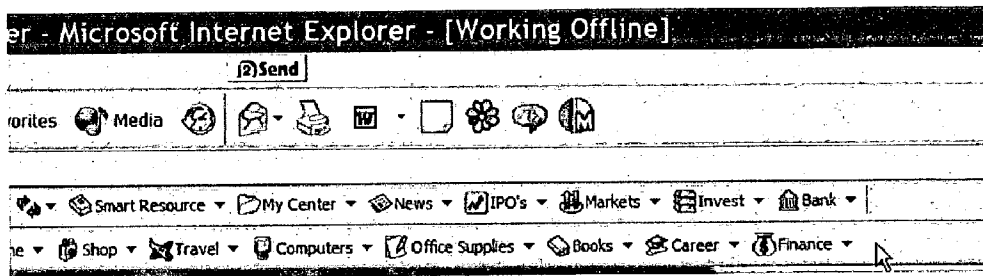 er - Microsoft Internet Explorer - [Working Offline]
Send
vorites Media
Smart Resource My Center News IPO's Markets Invest Bank
ne Shop Travel Computers Office Supplies Books Career Finance